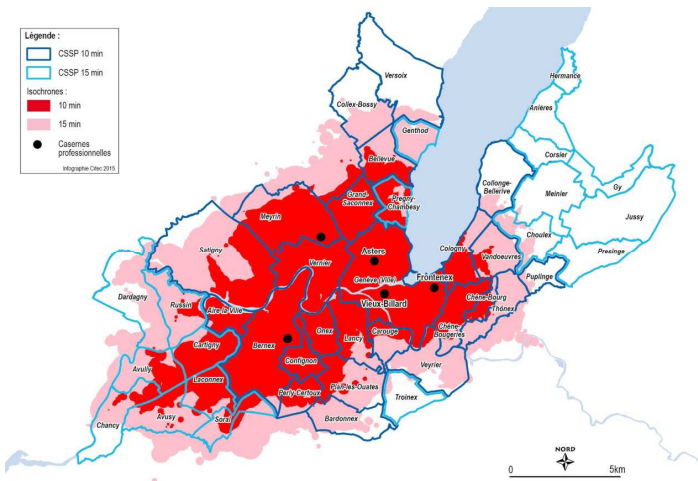 Légende :
CSSP 10 min
CSSP 15 min
Isochrones :
10 min
15 min
Casernes
professionnelles
Infographie Citec 2015
Versoix
Collex-Bossy
Genthod
Bellevue
Hermance
Anières
Corsier
Collonge-
Bellerive
Meinier
Gy
Jussy
Choulex
Presinge
Puplinge
Grand-
Saconnex
Pregny-
Chambésy
Meyrin
Satigny
Vernier
Asters
Genève (Ville)
Vieux-Billard
Frontenex
Cologny
Vandoeuvres
Chêne-Bourg
Thônex
Chêne-
Bougeries
Dardagny
Russin
Aire-la-Ville
Cartigny
Bernex
Onex
Lancy
Carouge
Confignon
Veyrier
Avully
Laconnex
Perly-Certoux
Plan-les-Ouates
Troinex
Chancy
Avusy
Soral
Bardonnex
NORD
0
5km